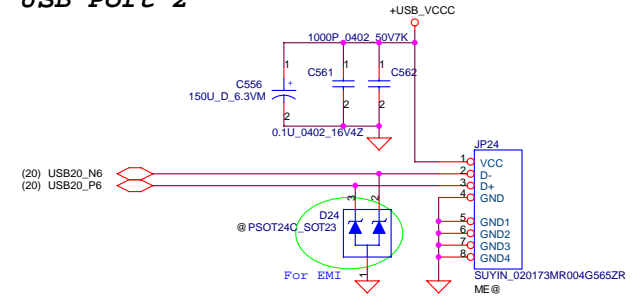 USB Port 2
+USB_VCCC
1000P_0402_50V7K
1
1
1
C561
C562
C556
+
150U_D_6.3VM
2
2
2
0.1U_0402_16V4Z
JP24
(20) USB20_N6
(20) USB20_P6
1
VCC
2
D-
3
D+
4
GND
5
GND1
6
GND2
7
GND3
8
GND4
3
2
D24
@PSOT24C_SOT23
1
For EMI
SUYIN_020173MR004G565ZR
ME@